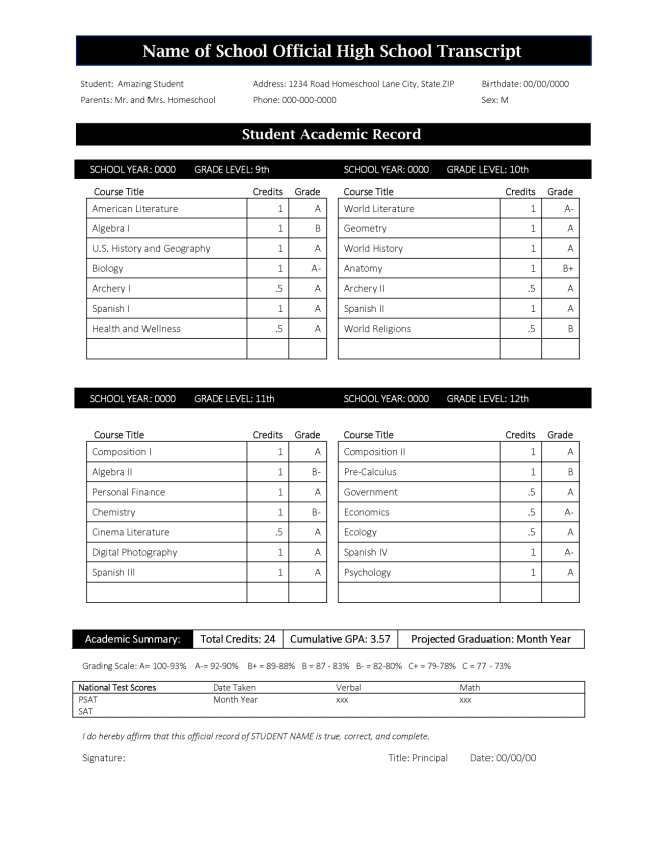 Name of School Official High School Transcript
Student: Amazing Student Address: 1234 Road Homeschool Lane City, State ZIP Birthdate: 00/00/0000
Parents: Mr. and Mrs. Homeschool Phone: 000-000-0000 Sex: M
Student Academic Record
SCHOOL YEAR: 0000 GRADE LEVEL: 9th SCHOOL YEAR: 0000 GRADE LEVEL: 10th
Course Title Credits Grade Course Title Credits Grade
American Literature 1 A World Literature 1 A-
Algebra I 1 B Geometry 1 A
U.S. History and Geography 1 A World History 1 A
Biology 1 A- Anatomy 1 B+
Archery I .5 A Archery II .5 A
Spanish I 1 A Spanish II 1 A
Health and Wellness .5 A World Religions .5 B
SCHOOL YEAR: 0000 GRADE LEVEL: 11th SCHOOL YEAR: 0000 GRADE LEVEL: 12th
Course Title Credits Grade Course Title Credits Grade
Composition I 1 A Composition II 1 A
Algebra II 1 B- Pre-Calculus 1 B
Personal Finance 1 A Government .5 A
Chemistry 1 B- Economics .5 A-
Cinema Literature .5 A Ecology .5 A
Digital Photography 1 A Spanish IV 1 A-
Spanish III 1 A Psychology 1 A
Academic Summary: Total Credits: 24 Cumulative GPA: 3.57 Projected Graduation: Month Year
Grading Scale: A= 100-93% A-= 92-90% B+ = 89-88% B = 87 - 83% B- = 82-80% C+ = 79-78% C = 77 - 73%
National Test Scores Date Taken Verbal Math
PSAT Month Year xxx xxx
SAT
I do hereby affirm that this official record of STUDENT NAME is true, correct, and complete.
Signature: Title: Principal Date: 00/00/00